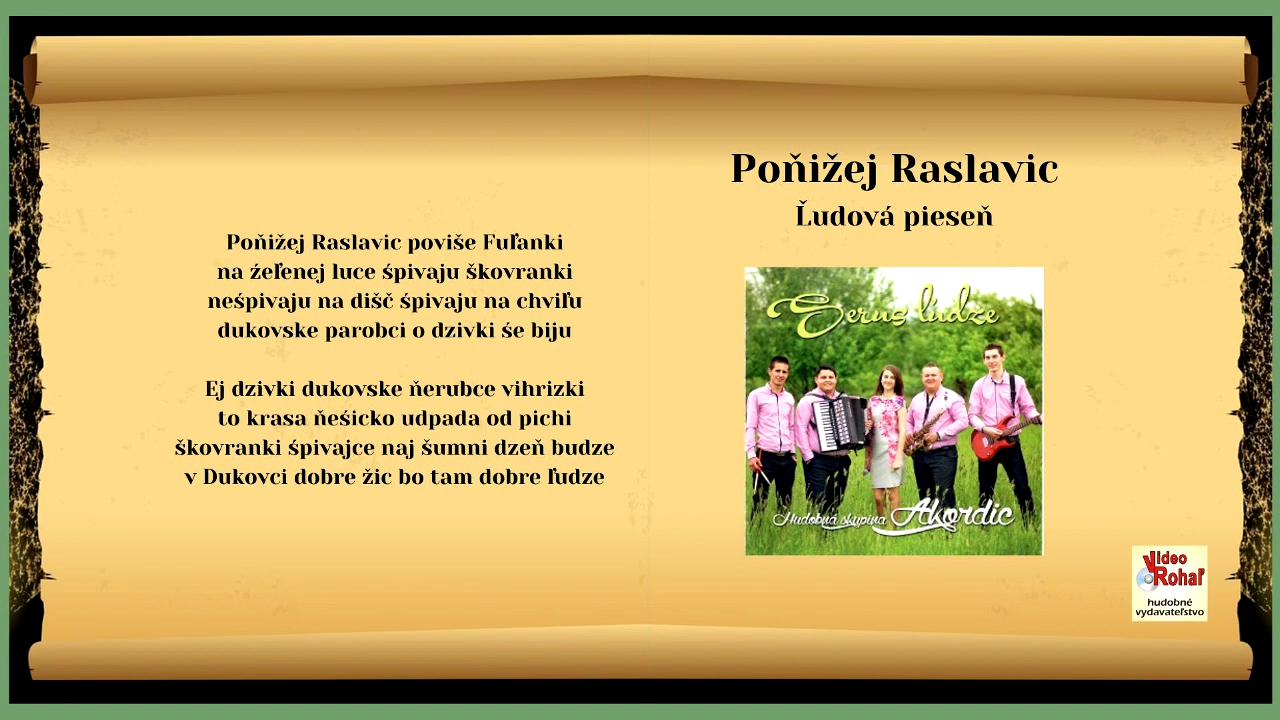 Poňižej Raslavic poviše Fuľanki
na źeľenej luce śpivaju škovranki
neśpivaju na dišč śpivaju na chviľu
dukovske parobci o dzivki śe biju
Ej dzivki dukovske ňerubce vihrizki
to krasa ňeśicko udpada od pichi
škovranki śpivajce naj šumni dzeň budze
v Dukovci dobre žic bo tam dobre ľudze
Poňižej Raslavic
Ľudová pieseň
Serus ľudze
Hudobná skupina Akordic
Video
Rohaľ
hudobné
vydavateľstvo